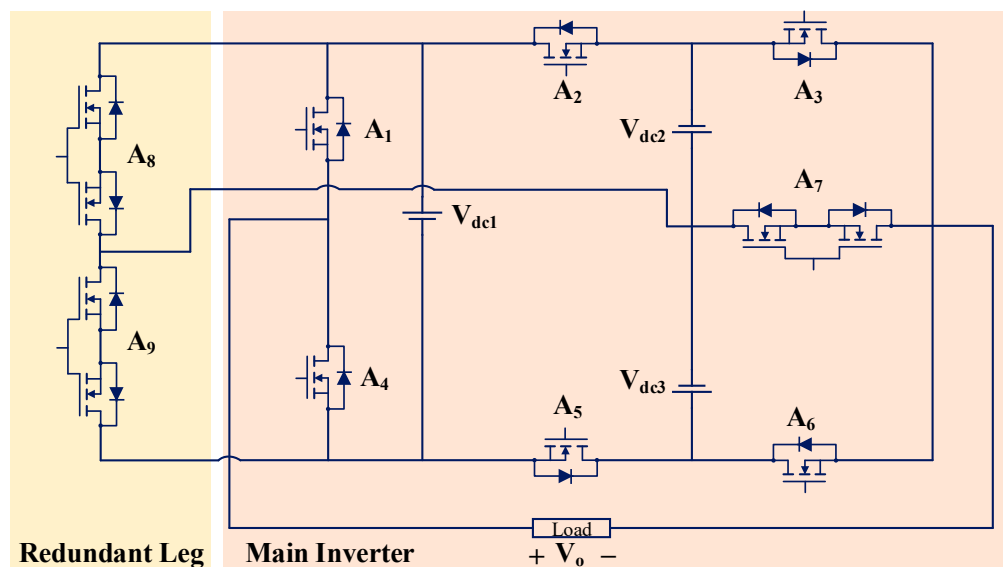 A2
A3
A8
A1
Vdc2
A7
Vdc1
A9
A4
Vdc3
A5
A6
Load
Redundant Leg
Main Inverter
+ Vo −